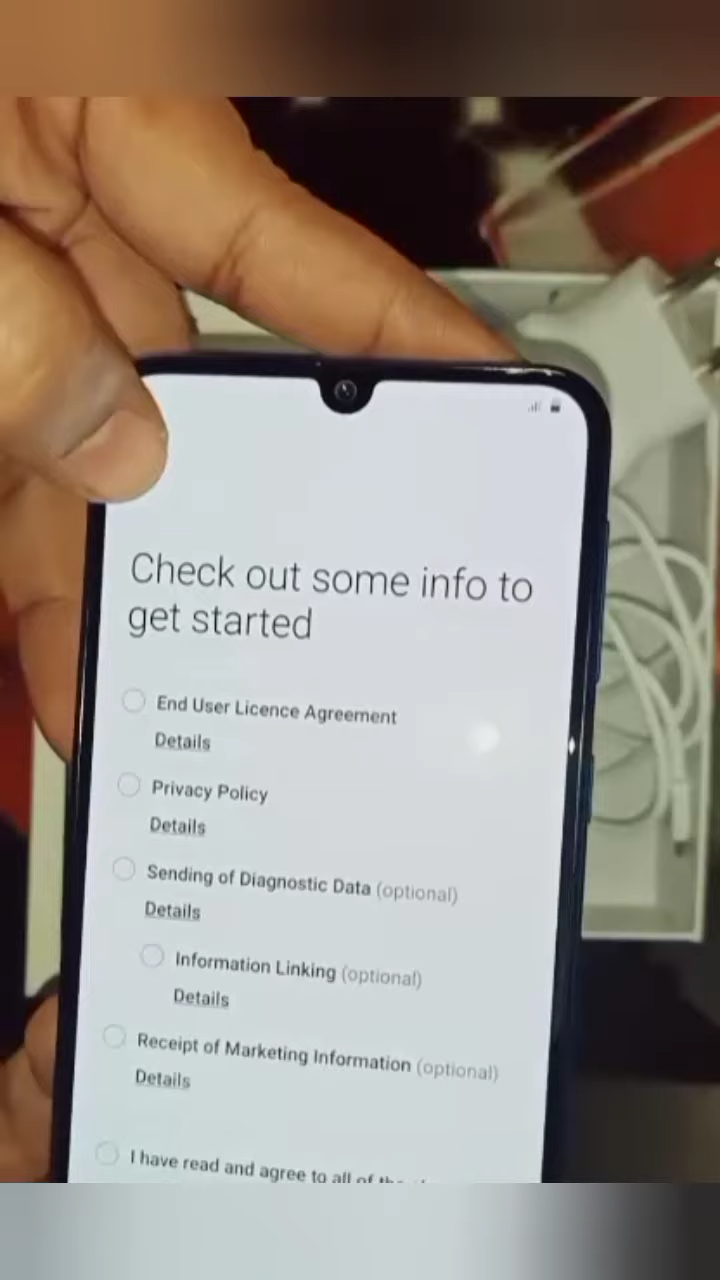 Check out some info to
get started
End User Licence Agreement
Details
Privacy Policy
Details
Sending of Diagnostic Data (optional)
Details
Information Linking (optional)
Details
Receipt of Marketing Information (optional)
Details
I have read and agree to all of